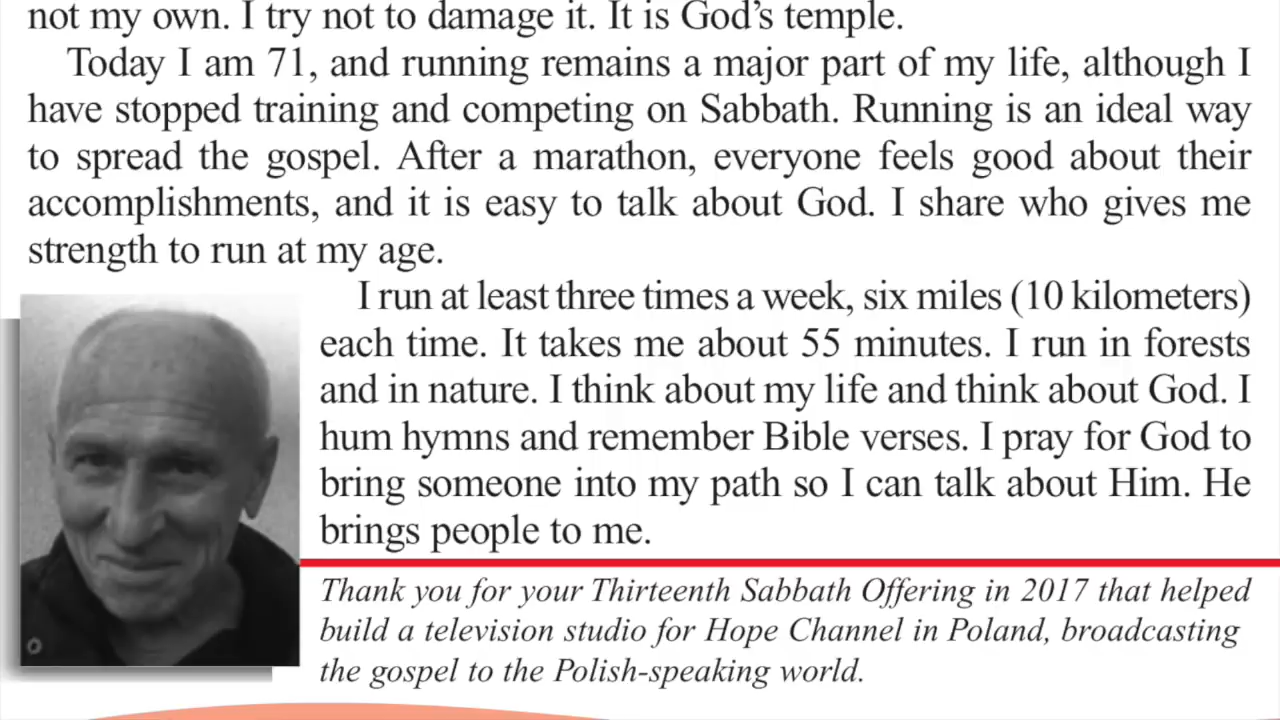 not my own. I try not to damage it. It is God’s temple.
Today I am 71, and running remains a major part of my life, although I
have stopped training and competing on Sabbath. Running is an ideal way
to spread the gospel. After a marathon, everyone feels good about their
accomplishments, and it is easy to talk about God. I share who gives me
strength to run at my age.
I run at least three times a week, six miles (10 kilometers)
each time. It takes me about 55 minutes. I run in forests
and in nature. I think about my life and think about God. I
hum hymns and remember Bible verses. I pray for God to
bring someone into my path so I can talk about Him. He
brings people to me.
Thank you for your Thirteenth Sabbath Offering in 2017 that helped
build a television studio for Hope Channel in Poland, broadcasting
the gospel to the Polish-speaking world.